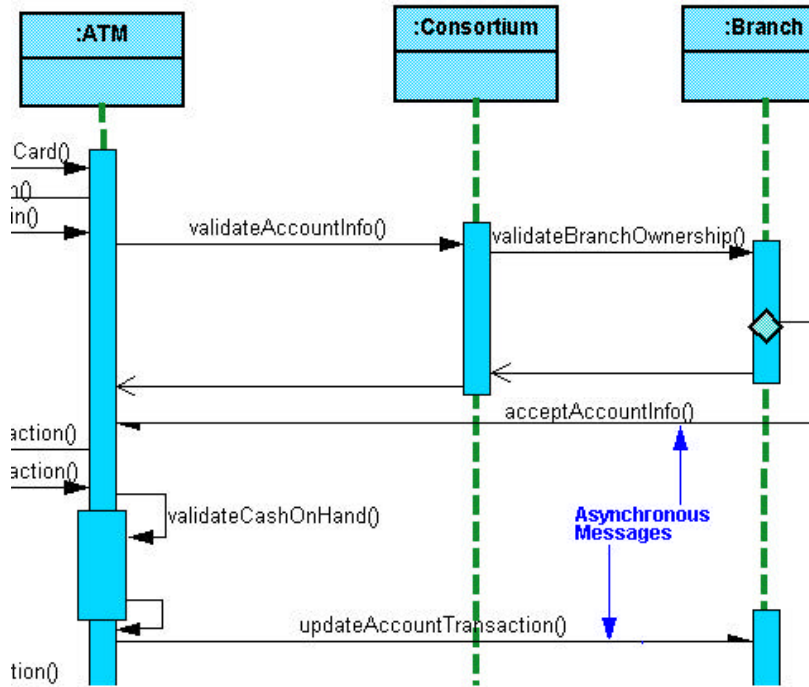 :ATM
:Consortium
:Branch
Card()
n()
in()
validateAccountInfo()
validateBranchOwnership()
acceptAccountInfo()
action()
action()
validateCashOnHand()
Asynchronous
Messages
updateAccountTransaction()
tion()